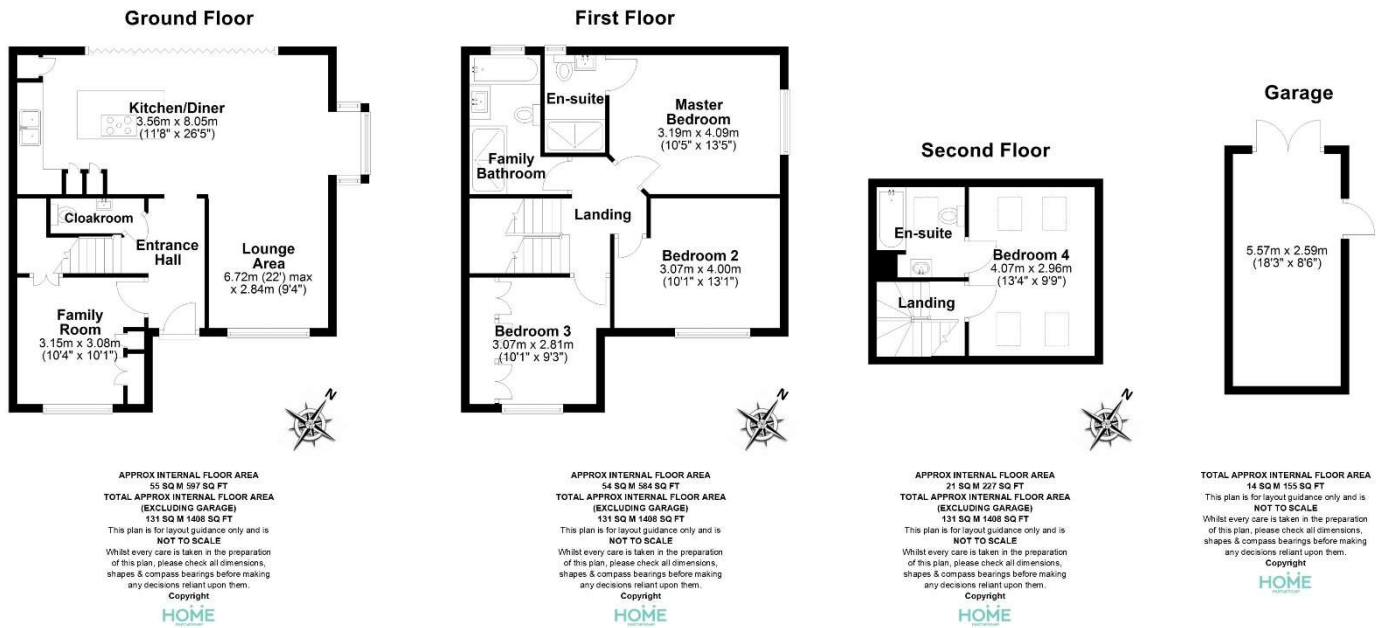 Ground Floor
Kitchen/Diner
3.56m x 8.05m
(11'8" x 26'5")
Cloakroom
Entrance
Hall
Lounge
Area
6.72m (22') max
x 2.84m (9'4")
Family
Room
3.15m x 3.08m
(10'4" x 10'1")
N
APPROX INTERNAL FLOOR AREA
55 SQ M 597 SQ FT
TOTAL APPROX INTERNAL FLOOR AREA
(EXCLUDING GARAGE)
131 SQ M 1408 SQ FT
This plan is for layout guidance only and is
NOT TO SCALE
Whilst every care is taken in the preparation
of this plan, please check all dimensions,
shapes & compass bearings before making
any decisions reliant upon them.
Copyright
HOME
PARTNERSHIP
First Floor
En-suite
Master
Bedroom
3.19m x 4.09m
(10'5" x 13'5")
Family
Bathroom
Landing
Bedroom 2
3.07m x 4.00m
(10'1" x 13'1")
Bedroom 3
3.07m x 2.81m
(10'1" x 9'3")
N
APPROX INTERNAL FLOOR AREA
54 SQ M 584 SQ FT
TOTAL APPROX INTERNAL FLOOR AREA
(EXCLUDING GARAGE)
131 SQ M 1408 SQ FT
This plan is for layout guidance only and is
NOT TO SCALE
Whilst every care is taken in the preparation
of this plan, please check all dimensions,
shapes & compass bearings before making
any decisions reliant upon them.
Copyright
HOME
PARTNERSHIP
Second Floor
En-suite
Bedroom 4
4.07m x 2.96m
(13'4" x 9'9")
Landing
N
APPROX INTERNAL FLOOR AREA
21 SQ M 227 SQ FT
TOTAL APPROX INTERNAL FLOOR AREA
(EXCLUDING GARAGE)
131 SQ M 1408 SQ FT
This plan is for layout guidance only and is
NOT TO SCALE
Whilst every care is taken in the preparation
of this plan, please check all dimensions,
shapes & compass bearings before making
any decisions reliant upon them.
Copyright
HOME
PARTNERSHIP
Garage
5.57m x 2.59m
(18'3" x 8'6")
TOTAL APPROX INTERNAL FLOOR AREA
14 SQ M 155 SQ FT
This plan is for layout guidance only and is
NOT TO SCALE
Whilst every care is taken in the preparation
of this plan, please check all dimensions,
shapes & compass bearings before making
any decisions reliant upon them.
Copyright
HOME
PARTNERSHIP